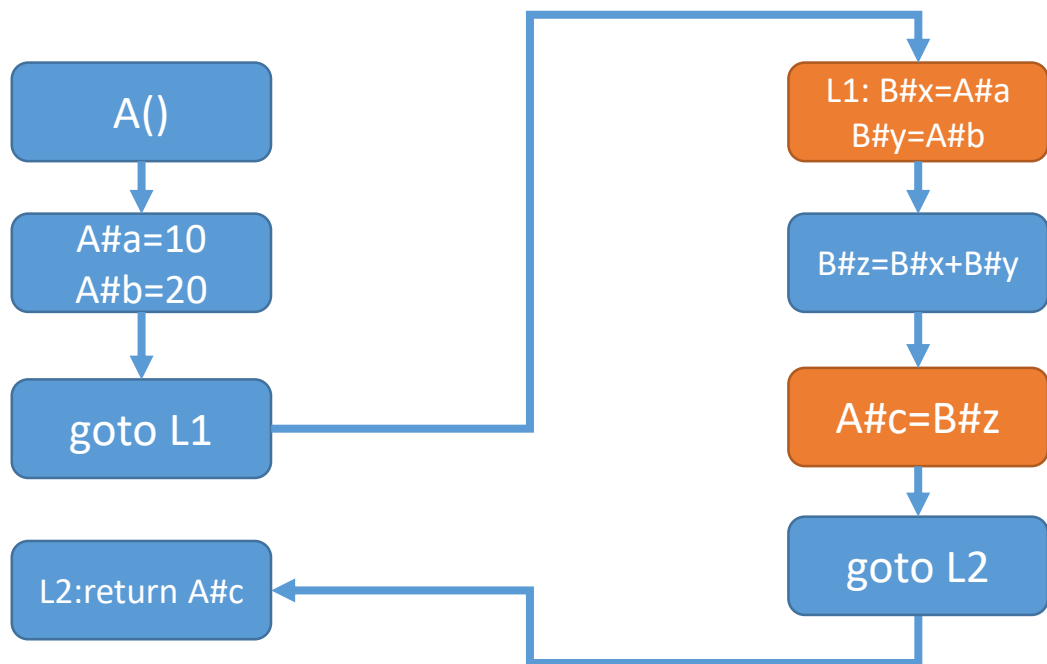 A()
A#a=10
A#b=20
goto L1
L1: B#x=A#a
B#y=A#b
B#z=B#x+B#y
A#c=B#z
goto L2
L2:return A#c